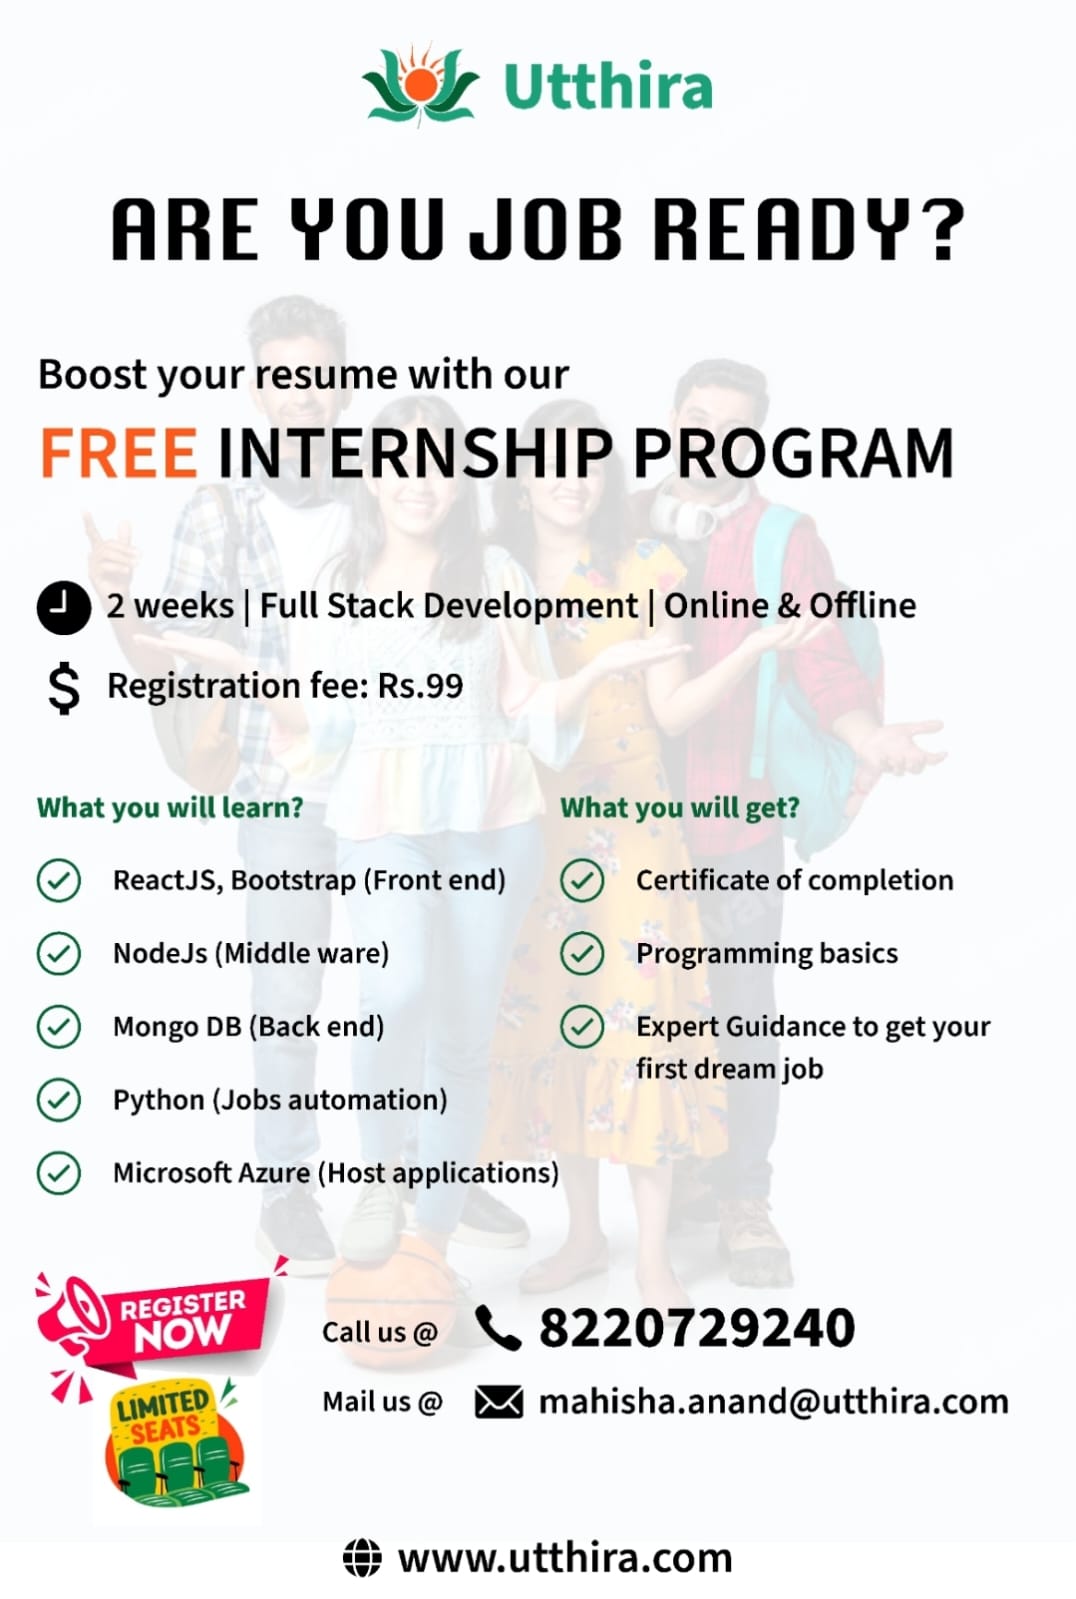 Utthira
ARE YOU JOB READY?
Boost your resume with our
FREE INTERNSHIP PROGRAM
2 weeks | Full Stack Development | Online & Offline
$ Registration fee: Rs.99
What you will learn?
ReactJS, Bootstrap (Front end)
NodeJs (Middle ware)
Mongo DB (Back end)
Python (Jobs automation)
Microsoft Azure (Host applications)
What you will get?
Certificate of completion
Programming basics
Expert Guidance to get your
first dream job
REGISTER
NOW
LIMITED
SEATS
Call us @ 8220729240
Mail us @ mahisha.anand@utthira.com
www.utthira.com